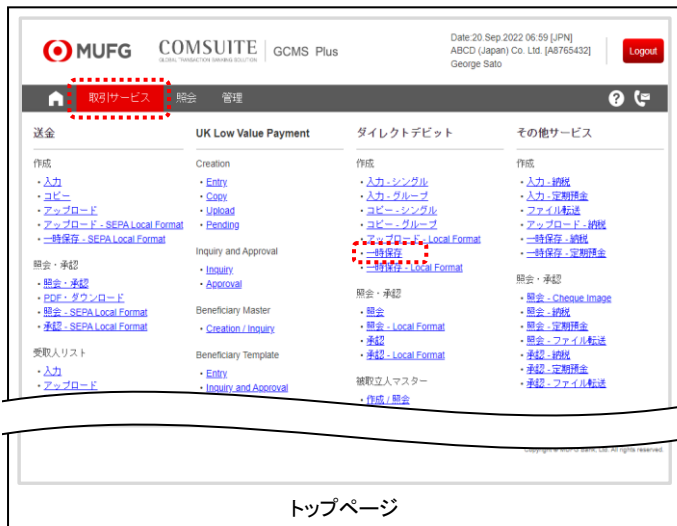 MUFG
COMSUITE
GLOBAL TRANSACTION BANKING SOLUTION
GCMS Plus
Date:20.Sep.2022 06:59 [JPN]
ABCD (Japan) Co. Ltd. [A8765432]
George Sato
Logout
取引サービス 照会 管理
送金
作成
・入力
・コピー
・アップロード
・アップロード - SEPA Local Format
・一時保存 - SEPA Local Format
照会・承認
・照会・承認
・PDF・ダウンロード
・照会 - SEPA Local Format
・承認 - SEPA Local Format
受取人リスト
・入力
・アップロード
UK Low Value Payment
Creation
・Entry
・Copy
・Upload
・Pending
Inquiry and Approval
・Inquiry
・Approval
Beneficiary Master
・Creation / Inquiry
Beneficiary Template
・Entry
・Inquiry and Approval
ダイレクトデビット
作成
・入力 - シングル
・入力 - グループ
・コピー - シングル
・コピー - グループ
・アップロード - Local Format
・一時保存
・一時保存 - Local Format
照会・承認
・照会
・照会 - Local Format
・承認
・承認 - Local Format
被取立人マスター
・作成 / 照会
その他サービス
作成
・入力 - 納税
・入力 - 定期預金
・ファイル転送
・アップロード - 納税
・一時保存 - 納税
・一時保存 - 定期預金
照会・承認
・照会 - Cheque Image
・照会 - 納税
・照会 - 定期預金
・照会 - ファイル転送
・承認 - 納税
・承認 - 定期預金
・承認 - ファイル転送
Copyright © MUFG Bank, Ltd. All rights reserved.
トップページ